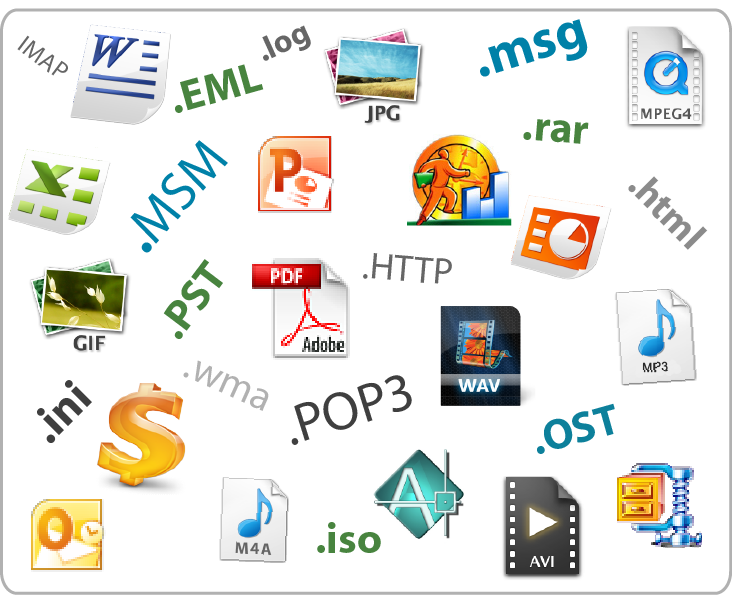 IMAP
W
.EML
.log
JPG
.msg
MPEG4
.rar
X
.MSM
P
.html
GIF
.PST
PDF
Adobe
.HTTP
WAV
MP3
.ini
$
.wma
.POP3
.OST
O
M4A
.iso
A
AVI